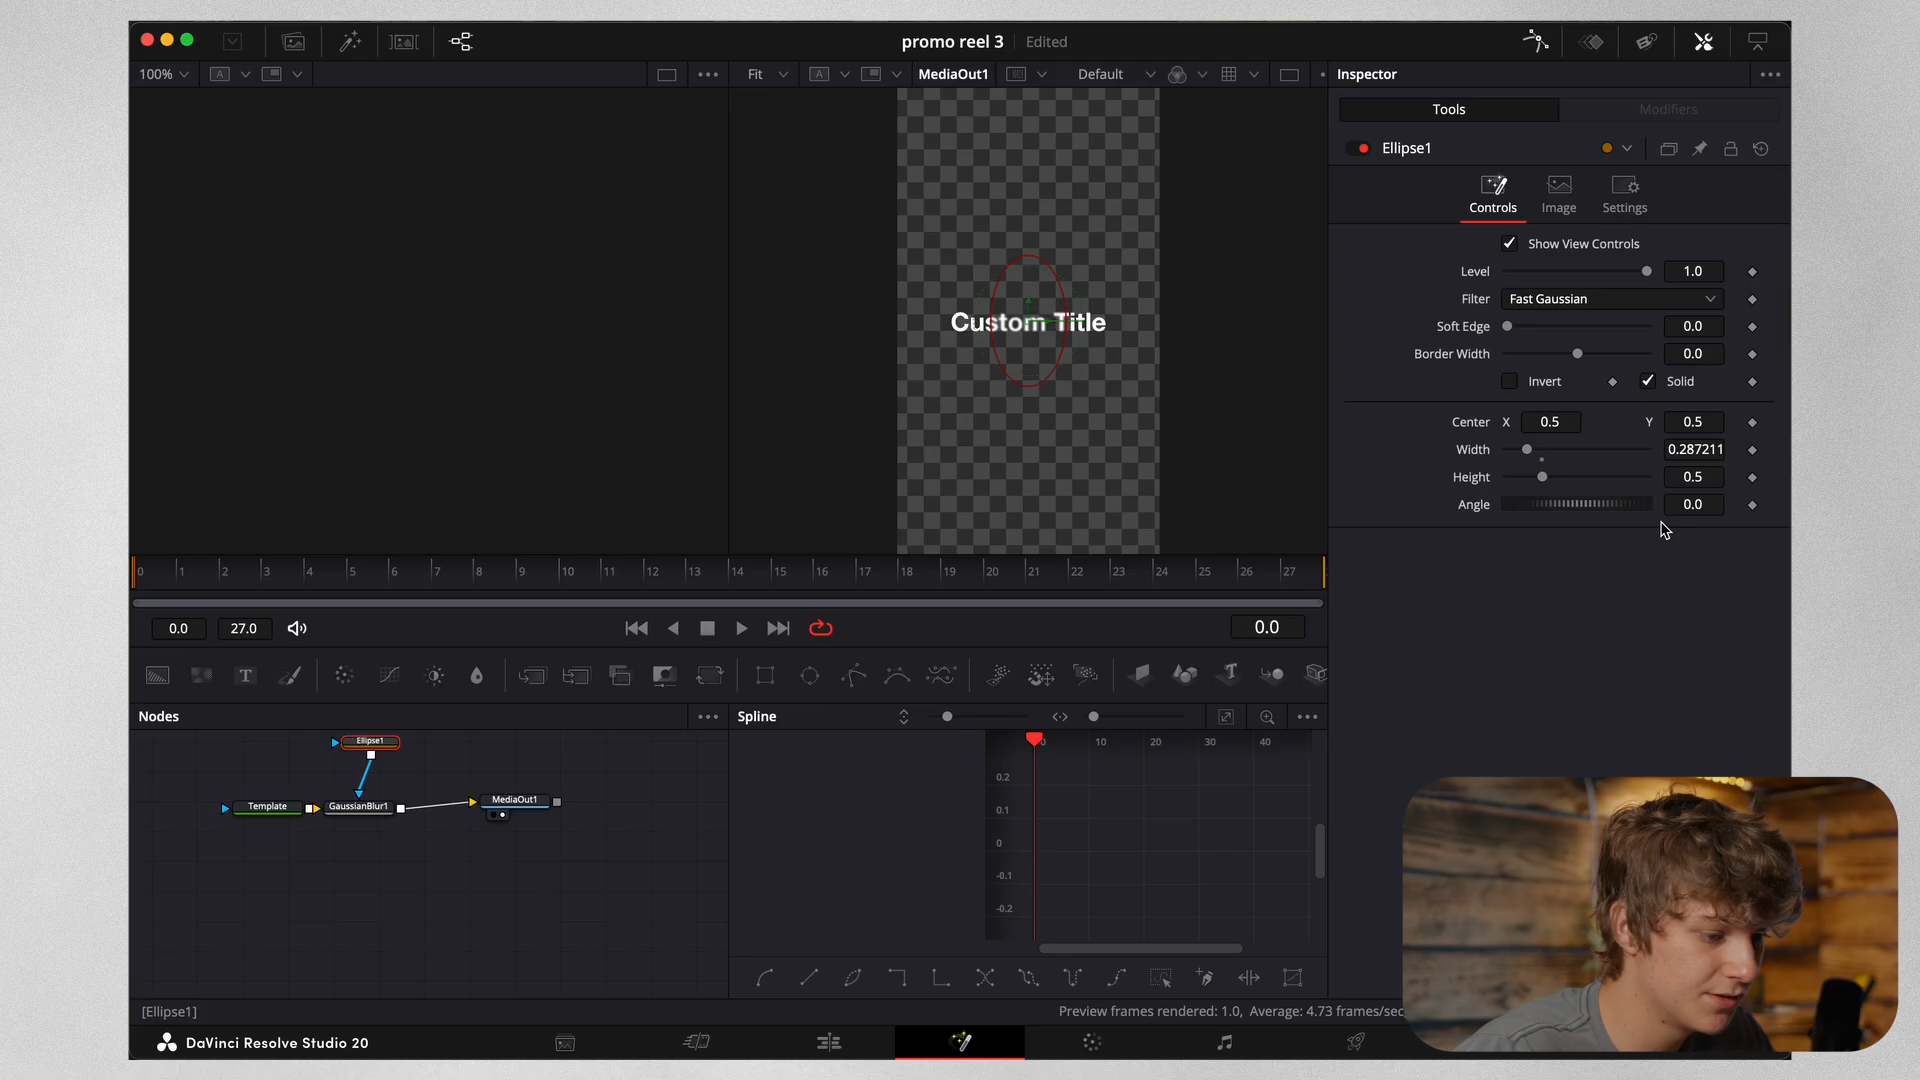 promo reel 3 Edited
100% A Fit A MediaOut1 Default Inspector
Tools Modifiers
Ellipse1
Controls Image Settings
Show View Controls
Level 1.0
Filter Fast Gaussian
Soft Edge 0.0
Border Width 0.0
Invert Solid
Center X 0.5 Y 0.5
Width 0.287211
Height 0.5
Angle 0.0
Custom Title
0 1 2 3 4 5 6 7 8 9 10 11 12 13 14 15 16 17 18 19 20 21 22 23 24 25 26 27
0.0 27.0 0.0
T T
Nodes Spline
Ellipse1
Template GaussianBlur1 MediaOut1
0 10 20 30 40
0.2
0.1
0
-0.1
-0.2
[Ellipse1] Preview frames rendered: 1.0, Average: 4.73 frames/sec
DaVinci Resolve Studio 20